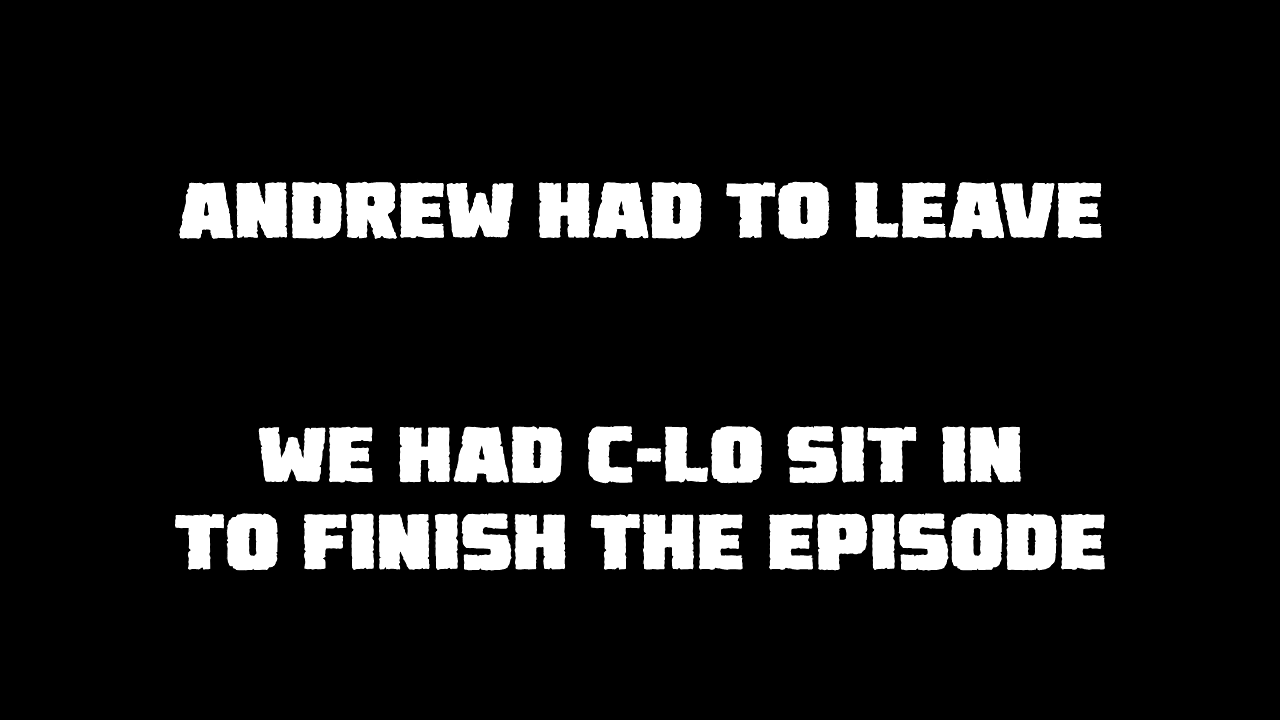 ANDREW HAD TO LEAVE
WE HAD C-LO SIT IN
TO FINISH THE EPISODE